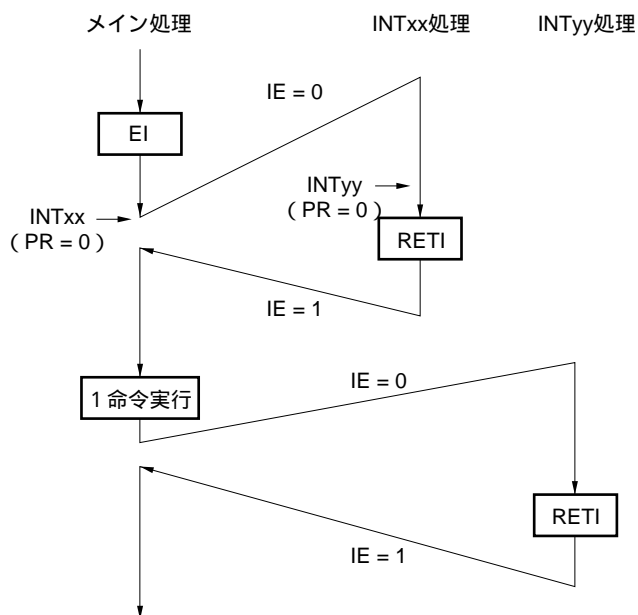 メイン処理
INTxx処理
INTyy処理
IE = 0
EI
INTxx
（PR = 0）
INTyy
（PR = 0）
RETI
IE = 1
IE = 0
1 命令実行
RETI
IE = 1